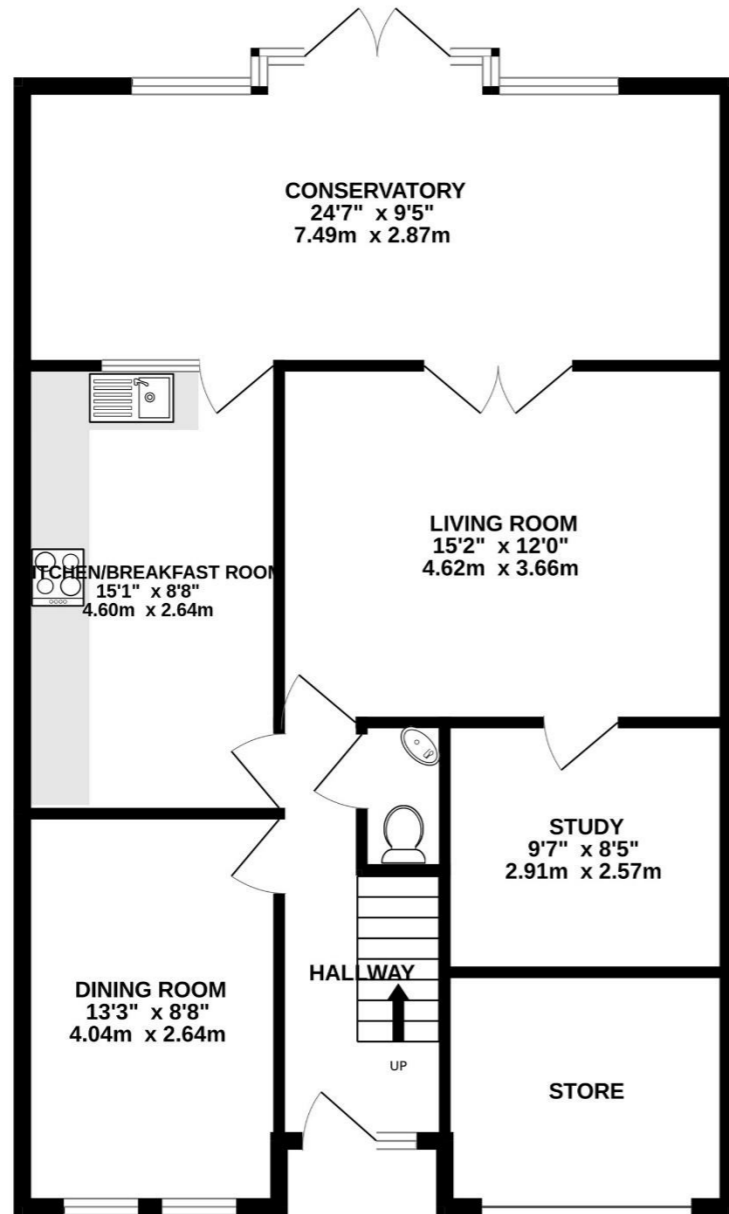 CONSERVATORY
24'7" x 9'5"
7.49m x 2.87m
LIVING ROOM
15'2" x 12'0"
4.62m x 3.66m
ITCHEN/BREAKFAST ROOM
15'1" x 8'8"
4.60m x 2.64m
STUDY
9'7" x 8'5"
2.91m x 2.57m
HALLWAY
DINING ROOM
13'3" x 8'8"
4.04m x 2.64m
UP
STORE